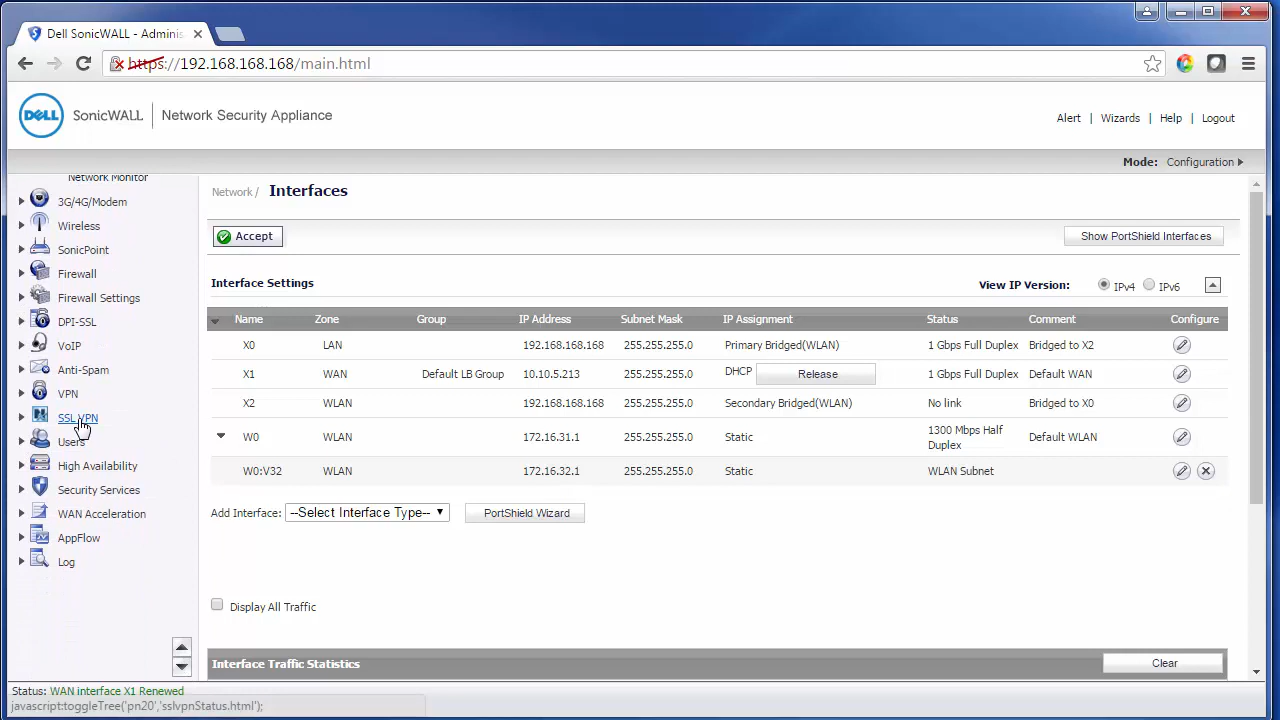 Dell SonicWALL - Adminis
https://192.168.168.168/main.html
DELL SonicWALL | Network Security Appliance
Alert | Wizards | Help | Logout
Mode: Configuration
Network Monitor
3G/4G/Modem
Wireless
SonicPoint
Firewall
Firewall Settings
DPI-SSL
VoIP
Anti-Spam
VPN
SSL VPN
Users
High Availability
Security Services
WAN Acceleration
AppFlow
Log
Network / Interfaces
Accept
Show PortShield Interfaces
Interface Settings
View IP Version: IPv4 IPv6
Name Zone Group IP Address Subnet Mask IP Assignment Status Comment Configure
X0 LAN 192.168.168.168 255.255.255.0 Primary Bridged(WLAN) 1 Gbps Full Duplex Bridged to X2
X1 WAN Default LB Group 10.10.5.213 255.255.255.0 DHCP Release 1 Gbps Full Duplex Default WAN
X2 WLAN 192.168.168.168 255.255.255.0 Secondary Bridged(WLAN) No link Bridged to X0
W0 WLAN 172.16.31.1 255.255.255.0 Static 1300 Mbps Half Duplex Default WLAN
W0:V32 WLAN 172.16.32.1 255.255.255.0 Static WLAN Subnet
Add Interface: --Select Interface Type-- PortShield Wizard
Display All Traffic
Interface Traffic Statistics
Clear
Status: WAN interface X1 Renewed
javascript:toggleTree('pn20','sslvpnStatus.html');